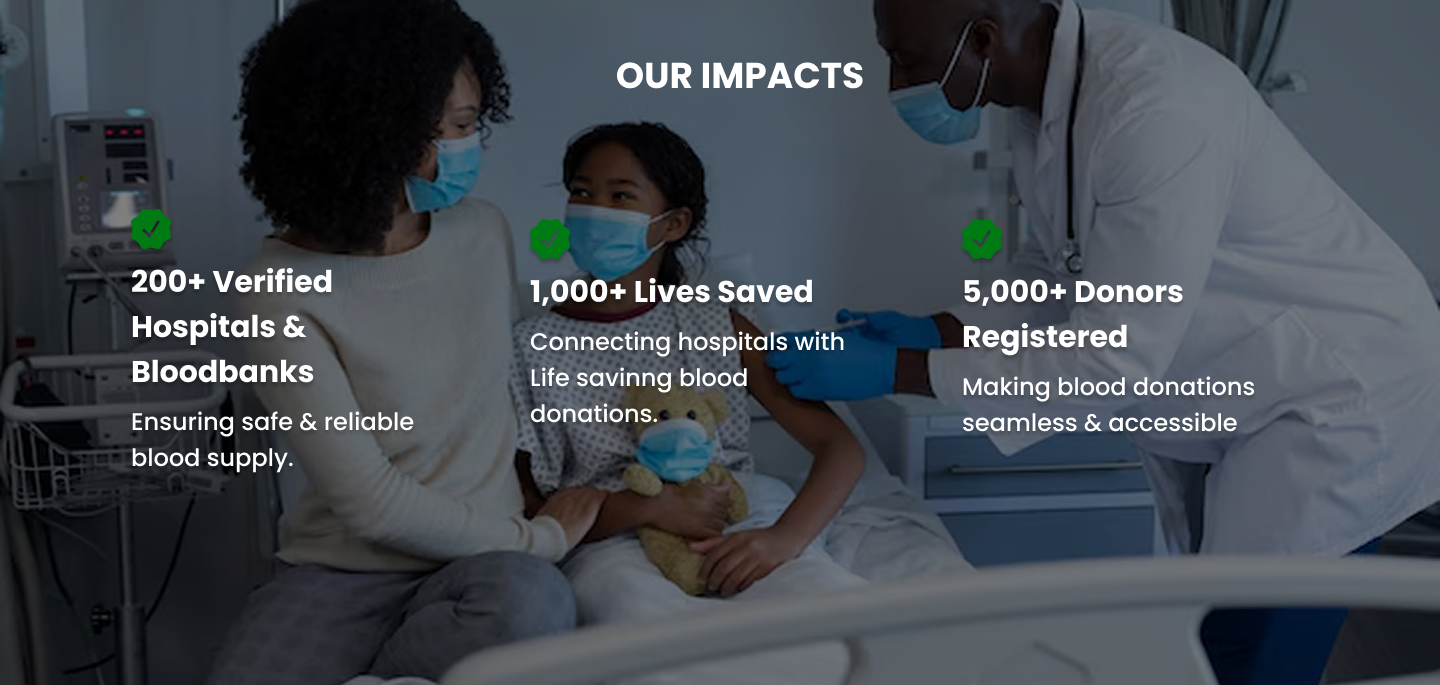 OUR IMPACTS
200+ Verified
Hospitals &
Bloodbanks
Ensuring safe & reliable
blood supply.
1,000+ Lives Saved
Connecting hospitals with
Life savinng blood
donations.
5,000+ Donors
Registered
Making blood donations
seamless & accessible